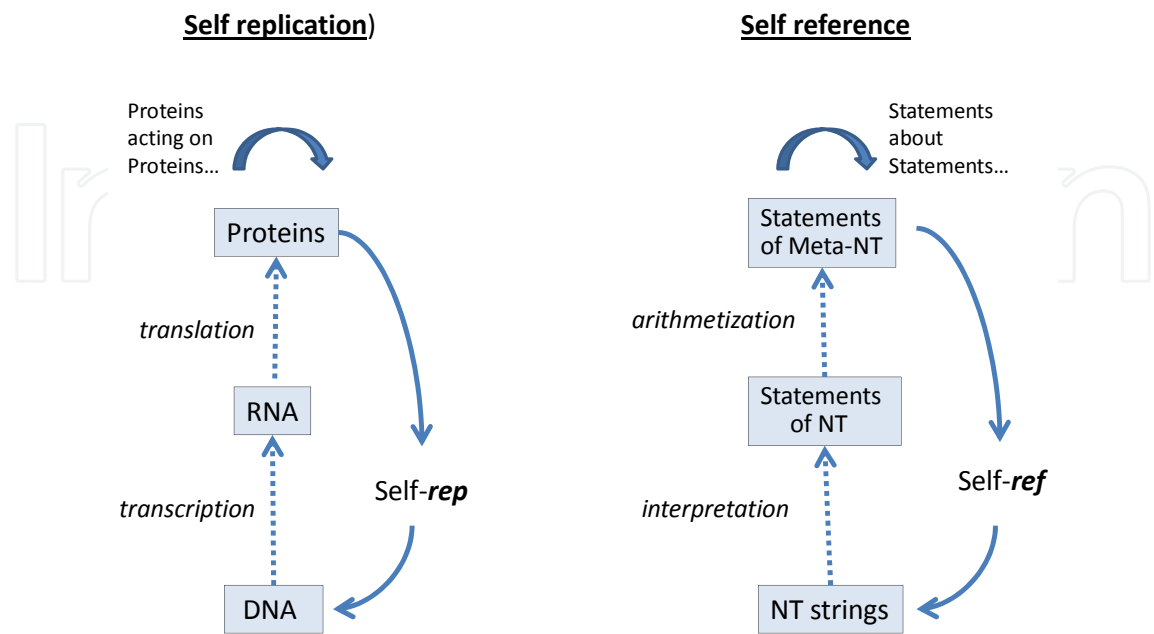 Self replication)
Proteins
acting on
Proteins…
Proteins
translation
RNA
transcription
Self-rep
DNA
Self reference
Statements
about
Statements…
Statements
of Meta-NT
arithmetization
Statements
of NT
interpretation
Self-ref
NT strings